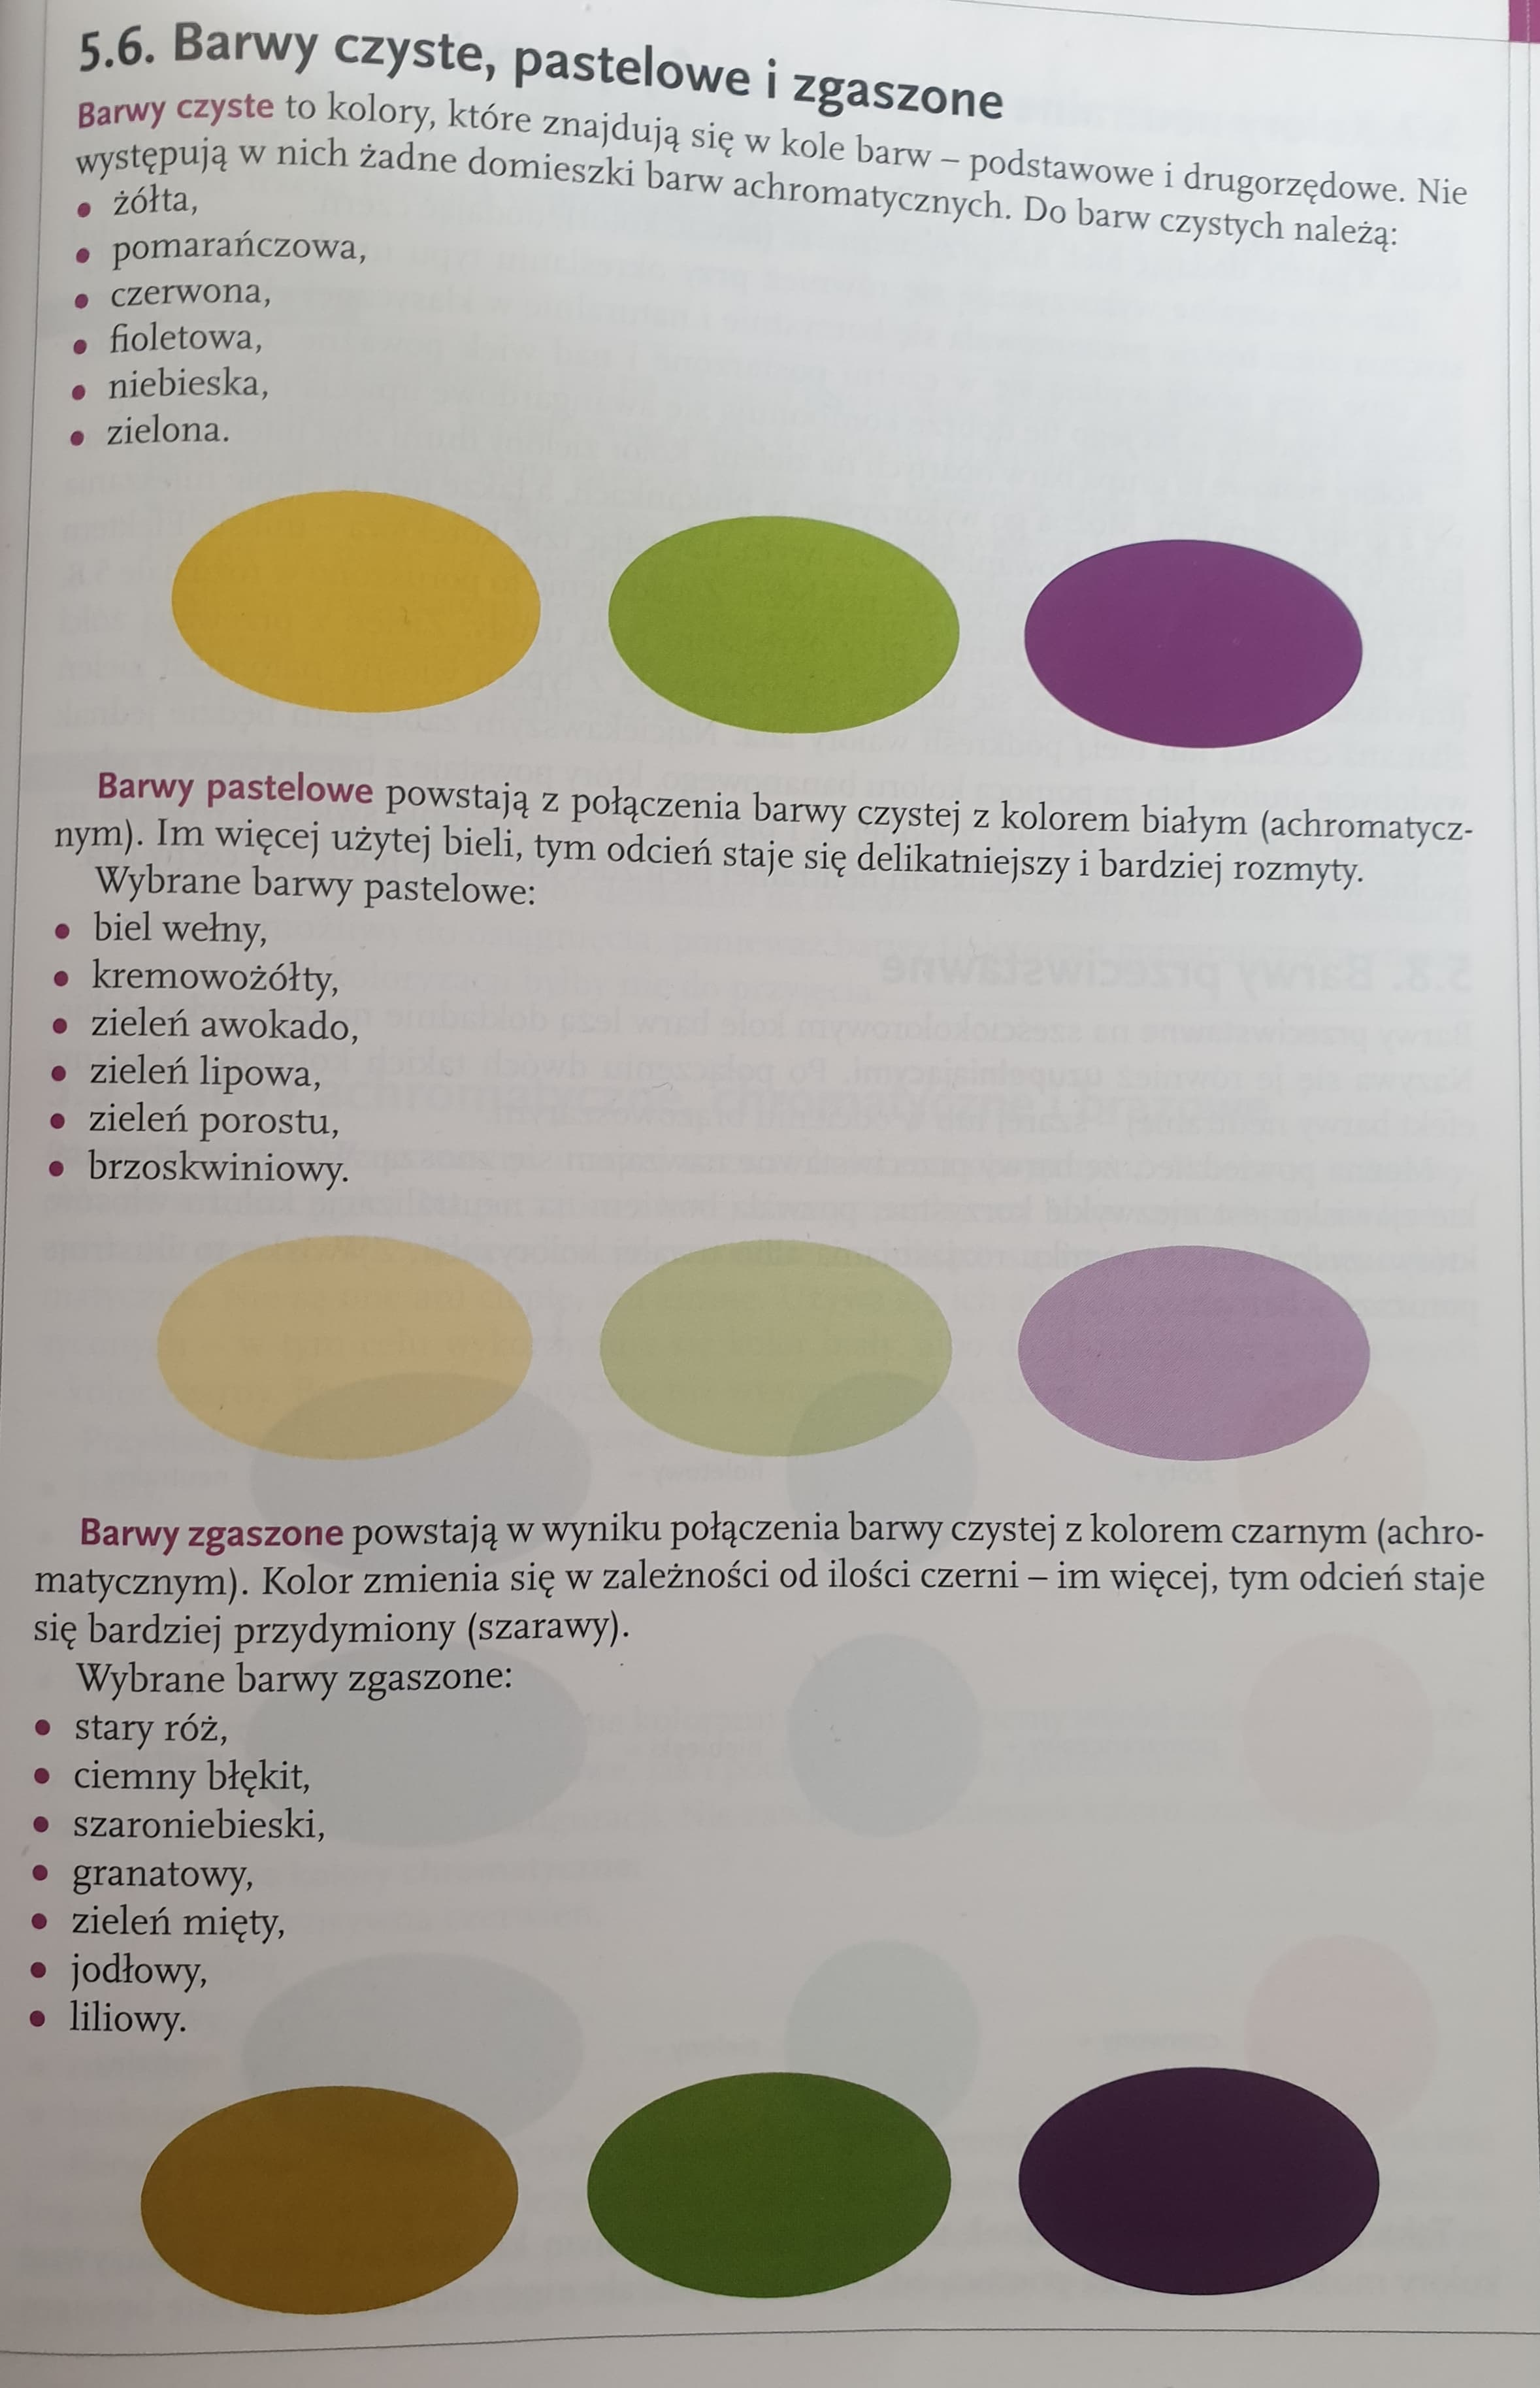 5.6. Barwy czyste, pastelowe i zgaszone
Barwy czyste to kolory, które znajdują się w kole barw – podstawowe i drugorzędowe. Nie
występują w nich żadne domieszki barw achromatycznych. Do barw czystych należą:
• żółta,
• pomarańczowa,
• czerwona,
• fioletowa,
• niebieska,
• zielona.
Barwy pastelowe powstają z połączenia barwy czystej z kolorem białym (achromatycz-
nym). Im więcej użytej bieli, tym odcień staje się delikatniejszy i bardziej rozmyty.
Wybrane barwy pastelowe:
• biel wełny,
• kremowożółty,
• zieleń awokado,
• zieleń lipowa,
• zieleń porostu,
• brzoskwiniowy.
Barwy zgaszone powstają w wyniku połączenia barwy czystej z kolorem czarnym (achro-
matycznym). Kolor zmienia się w zależności od ilości czerni – im więcej, tym odcień staje
się bardziej przydymiony (szarawy).
Wybrane barwy zgaszone:
• stary róż,
• ciemny błękit,
• szaroniebieski,
• granatowy,
• zieleń mięty,
• jodłowy,
• liliowy.